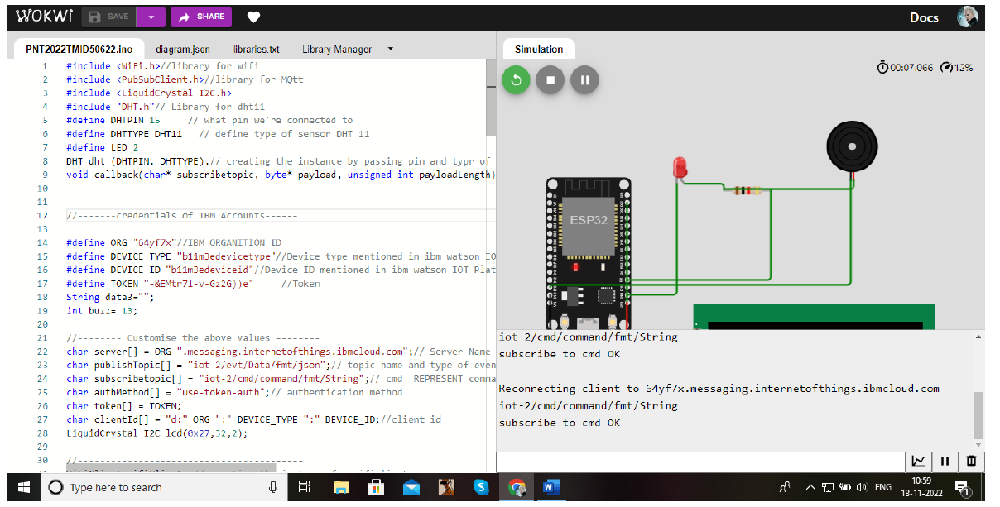 WOKWI SAVE SHARE Docs
PNT2022TMID50622.ino diagram.json libraries.txt Library Manager
1 #include <WiFi.h>//library for wifi
2 #include <PubSubClient.h>//library for MQtt
3 #include <LiquidCrystal_I2C.h>
4 #include "DHT.h"// Library for dht11
5 #define DHTPIN 15 // what pin we're connected to
6 #define DHTTYPE DHT11 // define type of sensor DHT 11
7 #define LED 2
8 DHT dht (DHTPIN, DHTTYPE);// creating the instance by passing pin and typr of
9 void callback(char* subscribetopic, byte* payload, unsigned int payloadLength)
10
11
12 //-------credentials of IBM Accounts------
13
14 #define ORG "64yf7x"//IBM ORGANITION ID
15 #define DEVICE_TYPE "b11m3edevicetype"//Device type mentioned in ibm watson IO
16 #define DEVICE_ID "b11m3edeviceid"//Device ID mentioned in ibm watson IOT Plat
17 #define TOKEN "-&EMtr7l-v-Gz2G))e" //Token
18 String data3="";
19 int buzz= 13;
20
21 //-------- Customise the above values --------
22 char server[] = ORG ".messaging.internetofthings.ibmcloud.com";// Server Name
23 char publishTopic[] = "iot-2/evt/Data/fmt/json";// topic name and type of even
24 char subscribetopic[] = "iot-2/cmd/command/fmt/String";// cmd REPRESENT comma
25 char authMethod[] = "use-token-auth";// authentication method
26 char token[] = TOKEN;
27 char clientId[] = "d:" ORG ":" DEVICE_TYPE ":" DEVICE_ID;//client id
28 LiquidCrystal_I2C lcd(0x27,32,2);
29
30 //-----------------------------------------
Simulation
00:07.066 12%
ESP32
iot-2/cmd/command/fmt/String
subscribe to cmd OK
Reconnecting client to 64yf7x.messaging.internetofthings.ibmcloud.com
iot-2/cmd/command/fmt/String
subscribe to cmd OK
Type here to search
ENG
10:59
18-11-2022
1